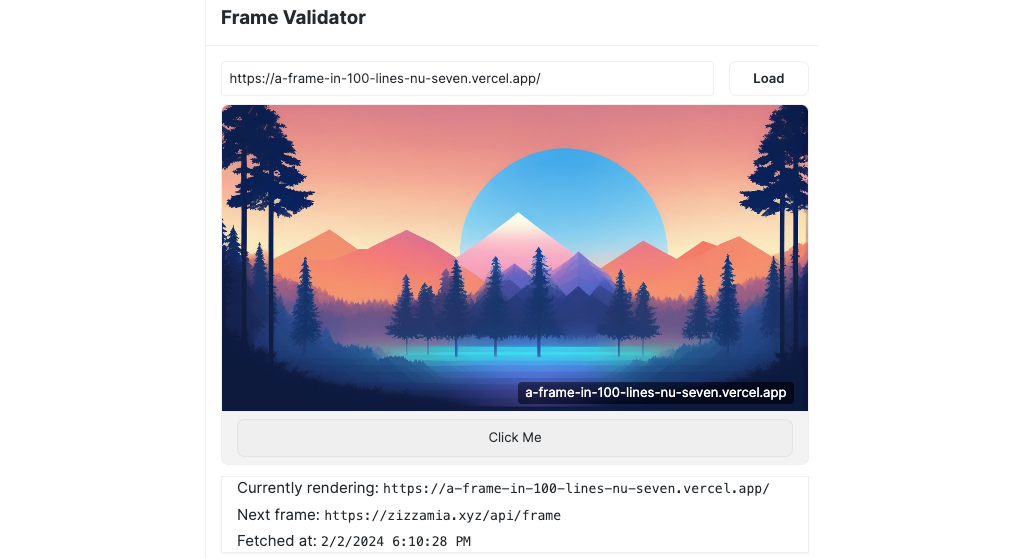 Frame Validator
https://a-frame-in-100-lines-nu-seven.vercel.app/
Load
a-frame-in-100-lines-nu-seven.vercel.app
Click Me
Currently rendering: https://a-frame-in-100-lines-nu-seven.vercel.app/
Next frame: https://zizzamia.xyz/api/frame
Fetched at: 2/2/2024 6:10:28 PM